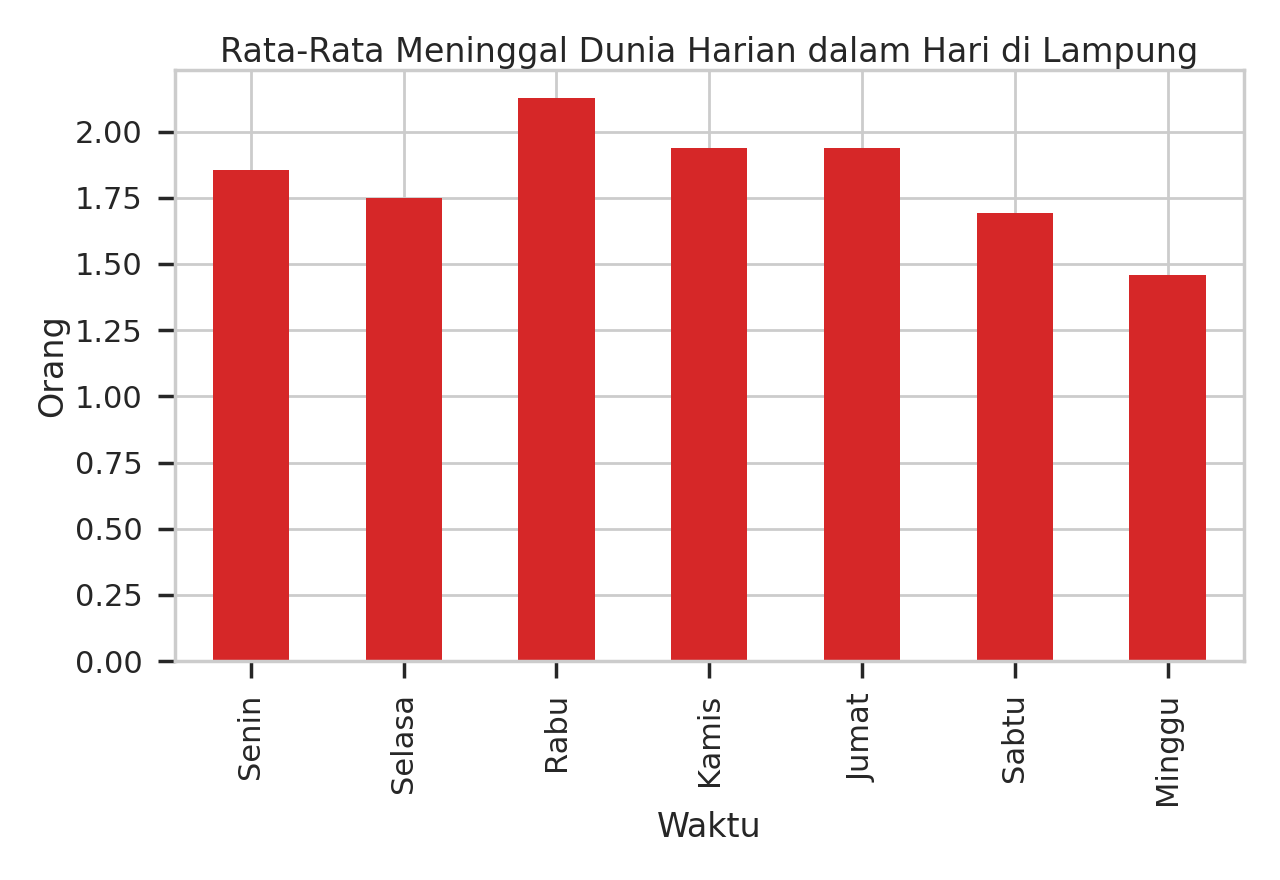 Rata-Rata Meninggal Dunia Harian dalam Hari di Lampung
Orang
2.00
1.75
1.50
1.25
1.00
0.75
0.50
0.25
0.00
Senin
Selasa
Rabu
Kamis
Jumat
Sabtu
Minggu
Waktu